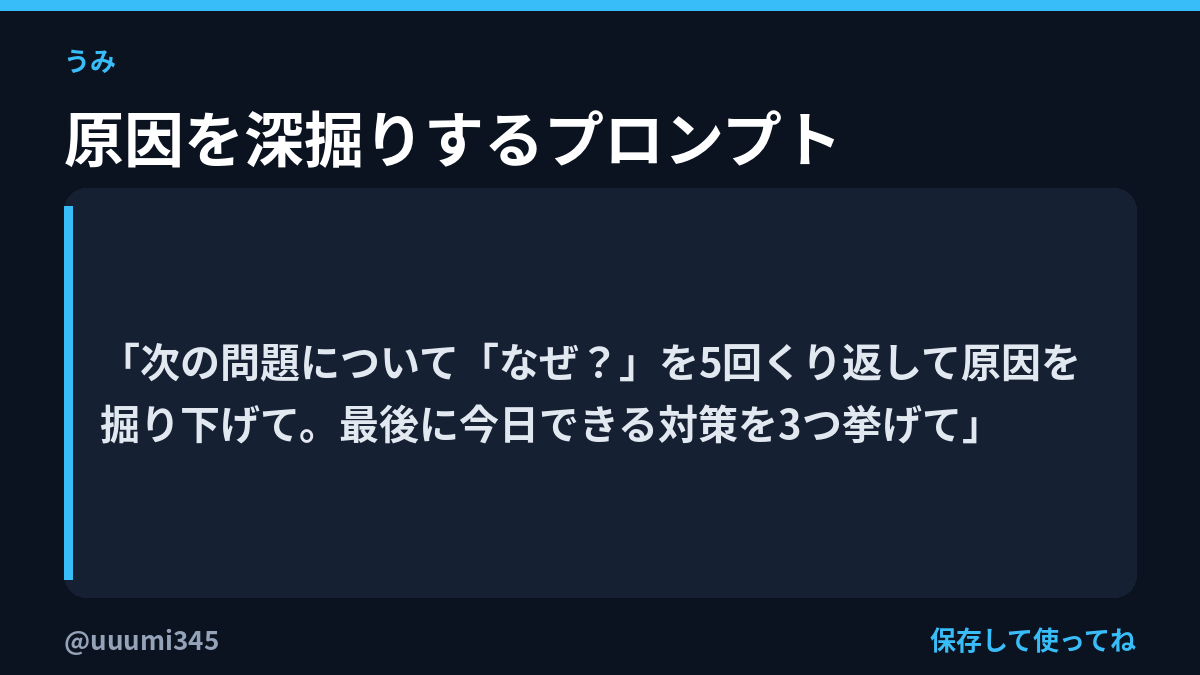 うみ
原因を深掘りするプロンプト
「次の問題について「なぜ？」を5回くり返して原因を
掘り下げて。最後に今日できる対策を3つ挙げて」
@uuumi345
保存して使ってね